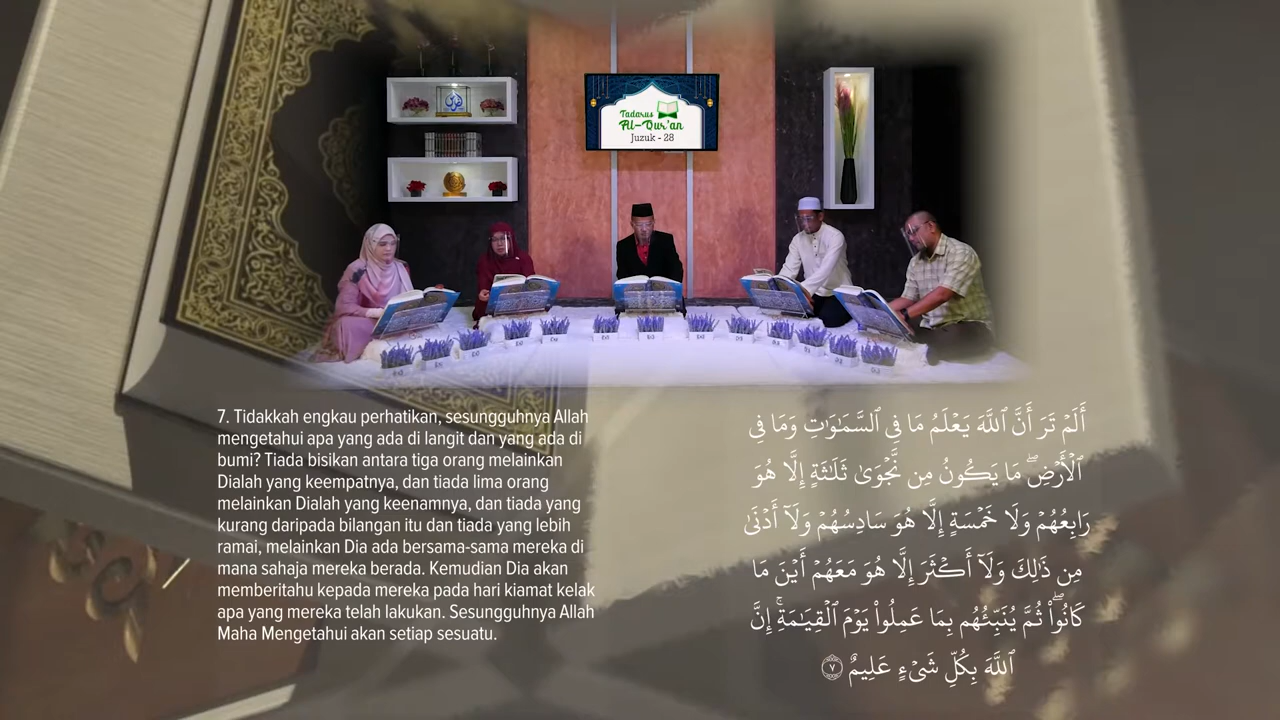 Tadarus
Al-Qur'an
Juzuk - 28
7. Tidakkah engkau perhatikan, sesungguhnya Allah
mengetahui apa yang ada di langit dan yang ada di
bumi? Tiada bisikan antara tiga orang melainkan
Dialah yang keempatnya, dan tiada lima orang
melainkan Dialah yang keenamnya, dan tiada yang
kurang daripada bilangan itu dan tiada yang lebih
ramai, melainkan Dia ada bersama-sama mereka di
mana sahaja mereka berada. Kemudian Dia akan
memberitahu kepada mereka pada hari kiamat kelak
apa yang mereka telah lakukan. Sesungguhnya Allah
Maha Mengetahui akan setiap sesuatu.
أَلَمۡ تَرَ أَنَّ ٱللَّهَ يَعۡلَمُ مَا فِي ٱلسَّمَٰوَٰتِ وَمَا فِي
ٱلۡأَرۡضِۖ مَا يَكُونُ مِن نَّجۡوَىٰ ثَلَٰثَةٍ إِلَّا هُوَ
رَابِعُهُمۡ وَلَا خَمۡسَةٍ إِلَّا هُوَ سَادِسُهُمۡ وَلَآ أَدۡنَىٰ
مِن ذَٰلِكَ وَلَآ أَكۡثَرَ إِلَّا هُوَ مَعَهُمۡ أَيۡنَ مَا
كَانُواْۖ ثُمَّ يُنَبِّئُهُم بِمَا عَمِلُواْ يَوۡمَ ٱلۡقِيَٰمَةِۚ إِنَّ
ٱللَّهَ بِكُلِّ شَيۡءٍ عَلِيمٌ ٧